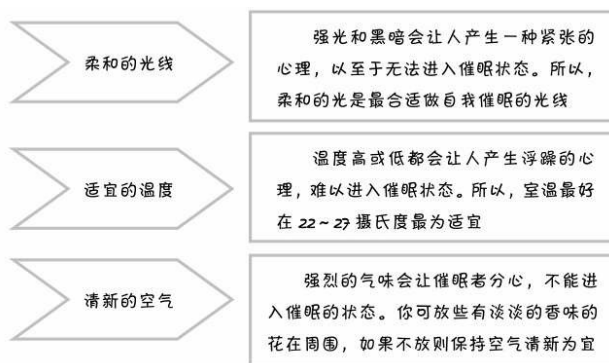 柔和的光线
强光和黑暗会让人产生一种紧张的
心理，以至于无法进入催眠状态。所以，
柔和的光是最合适做自我催眠的光线
适宜的温度
温度高或低都会让人产生浮躁的心
理，难以进入催眠状态。所以，室温最好
在 22～27 摄氏度最为适宜
清新的空气
强烈的气味会让催眠者分心，不能进
入催眠的状态。你可放些有淡淡的香味的
花在周围，如果不放则保持空气清新为宜